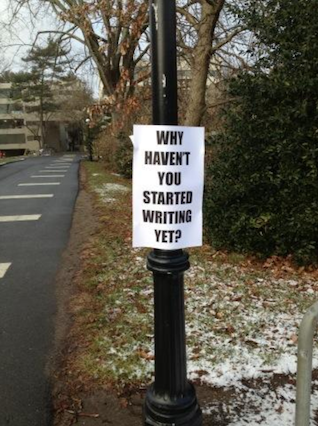 WHY
HAVEN'T
YOU
STARTED
WRITING
YET?